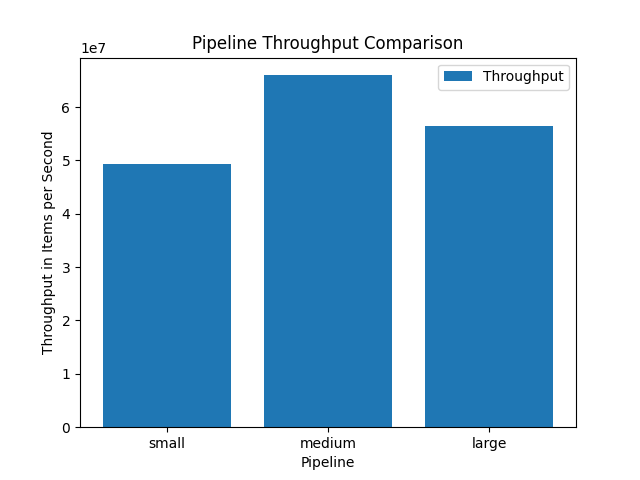 Pipeline Throughput Comparison
1e7
Throughput
6
5
4
3
2
1
0
Throughput in Items per Second
small medium large
Pipeline